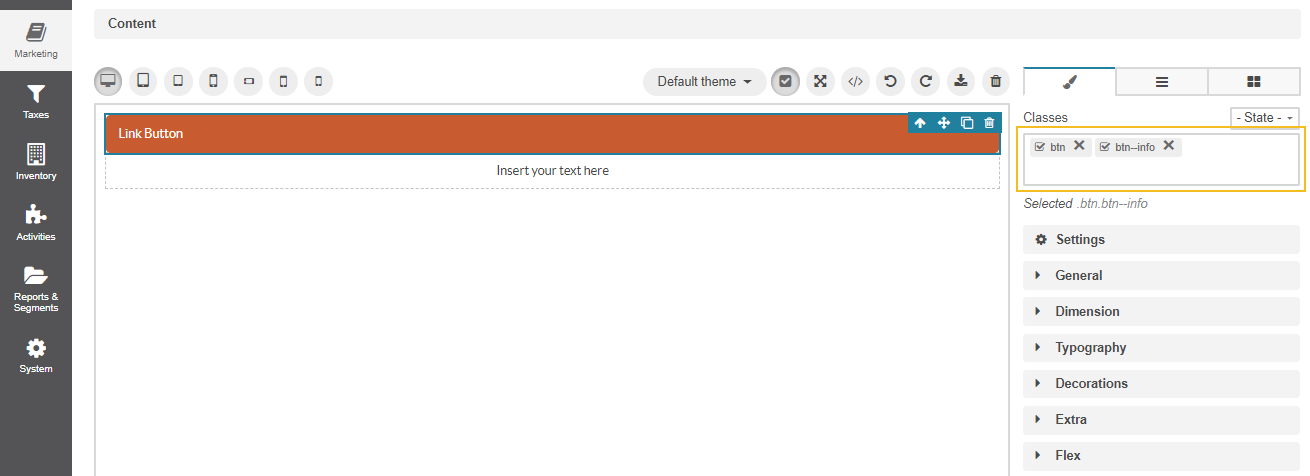 Content
Marketing
Taxes
Inventory
Activities
Reports &
Segments
System
Default theme
</>
Link Button
Insert your text here
Classes
- State -
btn
btn--info
Selected .btn.btn--info
Settings
General
Dimension
Typography
Decorations
Extra
Flex